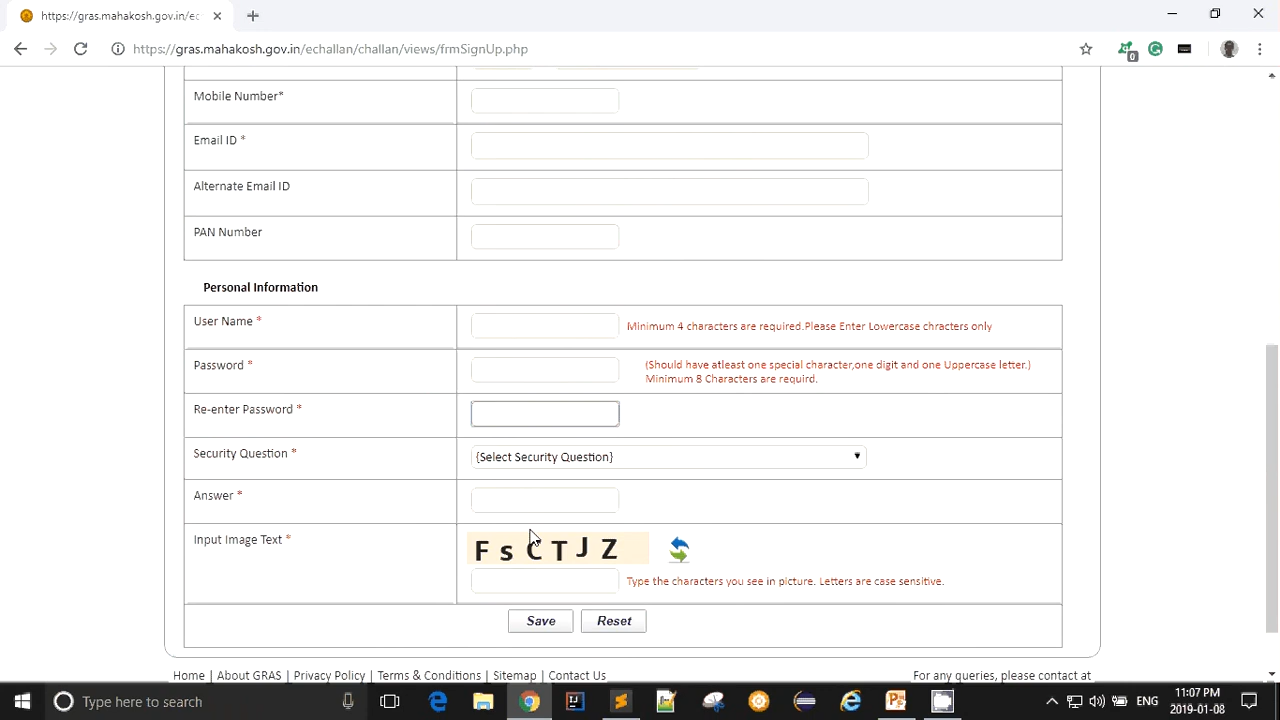 https://gras.mahakosh.gov.in/ec
https://gras.mahakosh.gov.in/echallan/challan/views/frmSignUp.php
0
Mobile Number*
Email ID *
Alternate Email ID
PAN Number
Personal Information
User Name *
Minimum 4 characters are required.Please Enter Lowercase chracters only
Password *
(Should have atleast one special character,one digit and one Uppercase letter.)
Minimum 8 Characters are requird.
Re-enter Password *
Security Question *
{Select Security Question}
Answer *
Input Image Text *
F s C T J Z
Type the characters you see in picture. Letters are case sensitive.
Save Reset
Home | About GRAS | Privacy Policy | Terms & Conditions | Sitemap | Contact Us
For any queries, please contact at
Type here to search
ENG
11:07 PM
2019-01-08